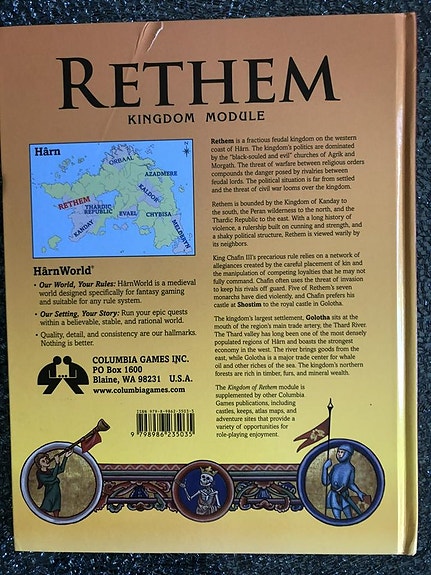 RETHEM
KINGDOM MODULE
Hârn
ORBAAL
AZADMERE
RETHEM
THARDIC
REPUBLIC
KALDOR
EVAEL
CHYBISA
KANDAY
MELDERYN
HârnWorld®
• Our World, Your Rules: HârnWorld is a medieval
world designed specifically for fantasy gaming
and suitable for any rule system.
• Our Setting, Your Story: Run your epic quests
within a believable, stable, and rational world.
• Quality, detail, and consistency are our hallmarks.
Nothing is better.
COLUMBIA GAMES INC.
PO Box 1600
Blaine, WA 98231 U.S.A.
www.columbiagames.com
ISBN 979-8-9862-3503-5
9 798986 235035
Rethem is a fractious feudal kingdom on the western
coast of Hârn. The kingdom's politics are dominated
by the "black-souled and evil" churches of Agrik and
Morgath. The threat of warfare between religious orders
compounds the danger posed by rivalries between
feudal lords. The political situation is far from settled
and the threat of civil war looms over the kingdom.
Rethem is bounded by the Kingdom of Kanday to
the south, the Peran wilderness to the north, and the
Thardic Republic to the east. With a long history of
violence, a rulership built on cunning and strength, and
a shaky political structure, Rethem is viewed warily by
its neighbors.
King Chafin III's precarious rule relies on a network of
allegiances created by the careful placement of kin and
the manipulation of competing loyalties that he may not
fully command. Chafin often uses the threat of invasion
to keep his rivals off guard. Five of Rethem's seven
monarchs have died violently, and Chafin prefers his
castle at Shostim to the royal castle in Golotha.
The kingdom's largest settlement, Golotha sits at the
mouth of the region's main trade artery, the Thard River.
The Thard valley has long been one of the most densely
populated regions of Hârn and boasts the strongest
economy in the west. The river brings goods from the
east, while Golotha is a major trade center for whale
oil and other riches of the sea. The kingdom's northern
forests are rich in timber, furs, and mineral wealth.
The Kingdom of Rethem module is
supplemented by other Columbia
Games publications, including
castles, keeps, atlas maps, and
adventure sites that provide a
variety of opportunities for
role-playing enjoyment.